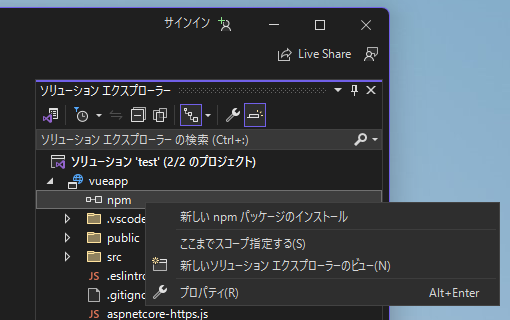 サインイン
Live Share
ソリューション エクスプローラー
ソリューション エクスプローラー の検索 (Ctrl+:)
ソリューション 'test' (2/2 のプロジェクト)
vueapp
npm
新しい npm パッケージのインストール
.vscode
ここまでスコープ指定する(S)
public
新しいソリューション エクスプローラーのビュー(N)
src
プロパティ(R) Alt+Enter
JS .eslintrc
.gitigno
JS aspnetcore-https.js